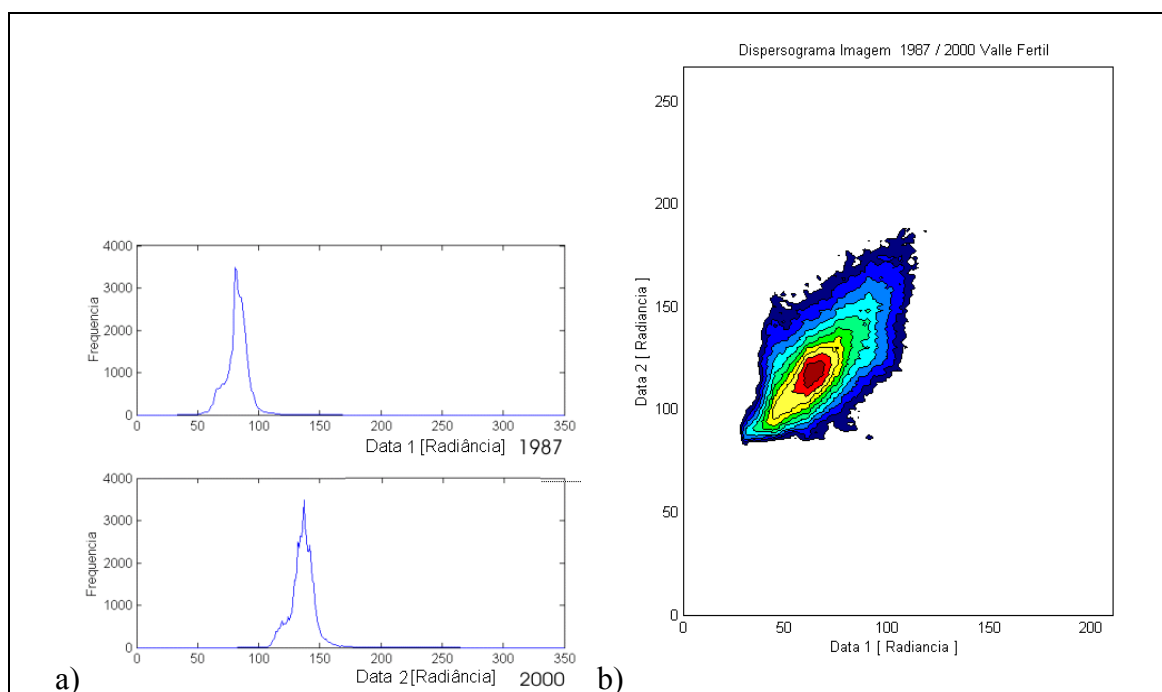 4000
3000
2000
1000
0
Frequencia
0 50 100 150 200 250 300 350
Data 1 [Radiância] 1987
4000
3000
2000
1000
0
Frequencia
0 50 100 150 200 250 300 350
Data 2 [Radiância] 2000
a)
Dispersograma Imagem 1987 / 2000 Valle Fertil
250
200
150
100
50
0
Data 2 [ Radiancia ]
0 50 100 150 200
Data 1 [ Radiancia ]
b)